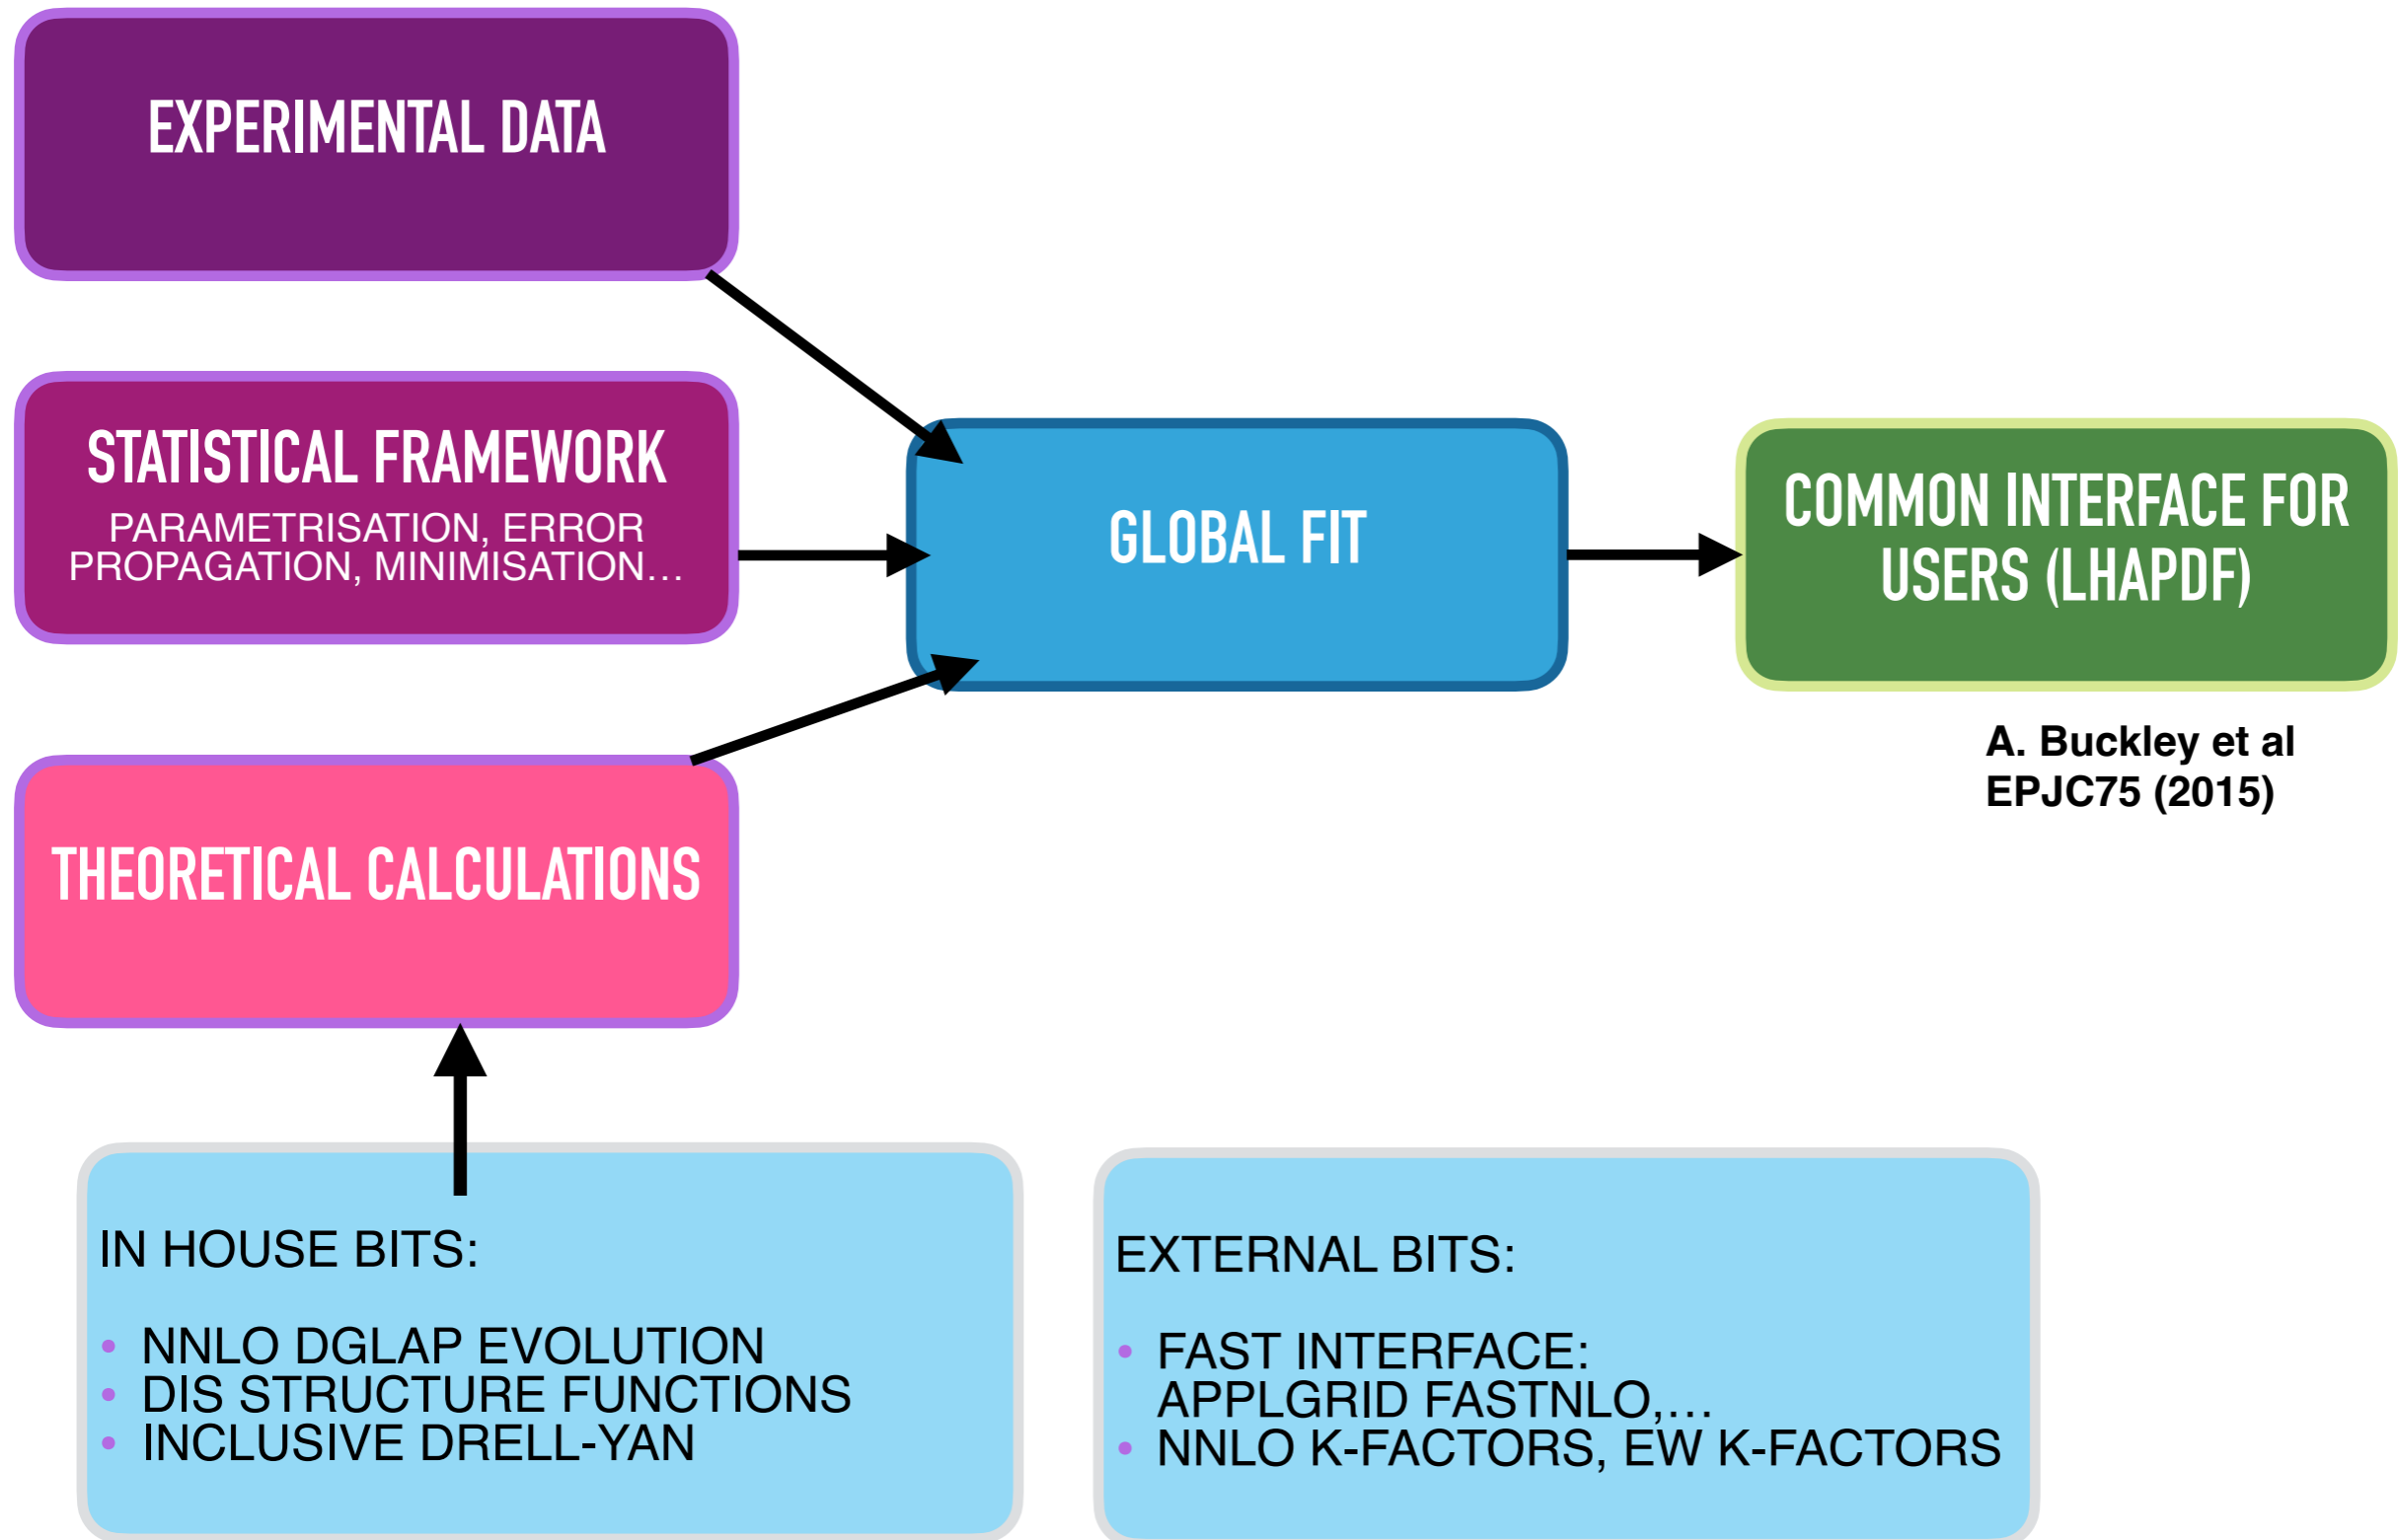 EXPERIMENTAL DATA
STATISTICAL FRAMEWORK
PARAMETRISATION, ERROR
PROPAGATION, MINIMISATION…
GLOBAL FIT
COMMON INTERFACE FOR
USERS (LHAPDF)
A. Buckley et al
EPJC75 (2015)
THEORETICAL CALCULATIONS
IN HOUSE BITS:
• NNLO DGLAP EVOLUTION
• DIS STRUCTURE FUNCTIONS
• INCLUSIVE DRELL-YAN
EXTERNAL BITS:
• FAST INTERFACE:
APPLGRID FASTNLO,…
• NNLO K-FACTORS, EW K-FACTORS